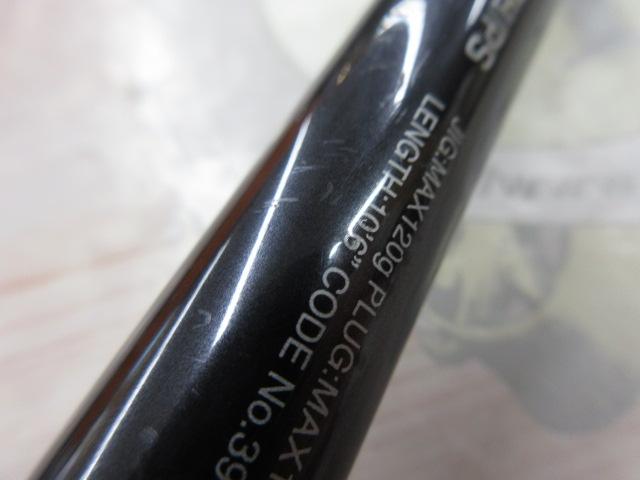 JIG:MAX120g PLUG:MAX
LENGTH:10'6" CODE No.39